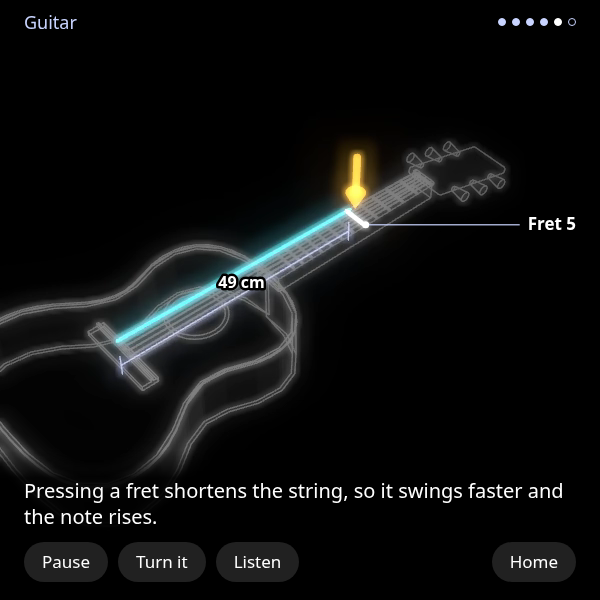 Guitar
Fret 5
49 cm
Pressing a fret shortens the string, so it swings faster and
the note rises.
Pause
Turn it
Listen
Home